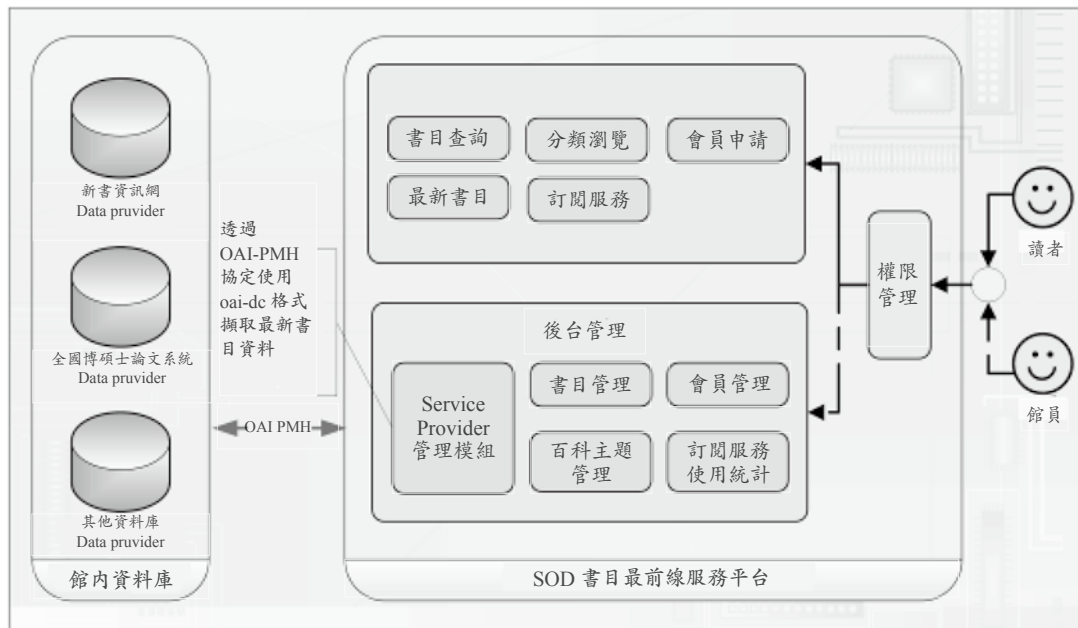 新書資訊網
Data pruvider
全國博碩士論文系統
Data pruvider
其他資料庫
Data pruvider
館內資料庫
透過
OAI-PMH
協定使用
oai-dc 格式
擷取最新書
目資料
OAI PMH
書目查詢
分類瀏覽
會員申請
最新書目
訂閱服務
後台管理
Service
Provider
管理模組
書目管理
會員管理
百科主題
管理
訂閱服務
使用統計
SOD 書目最前線服務平台
權限
管理
讀者
館員